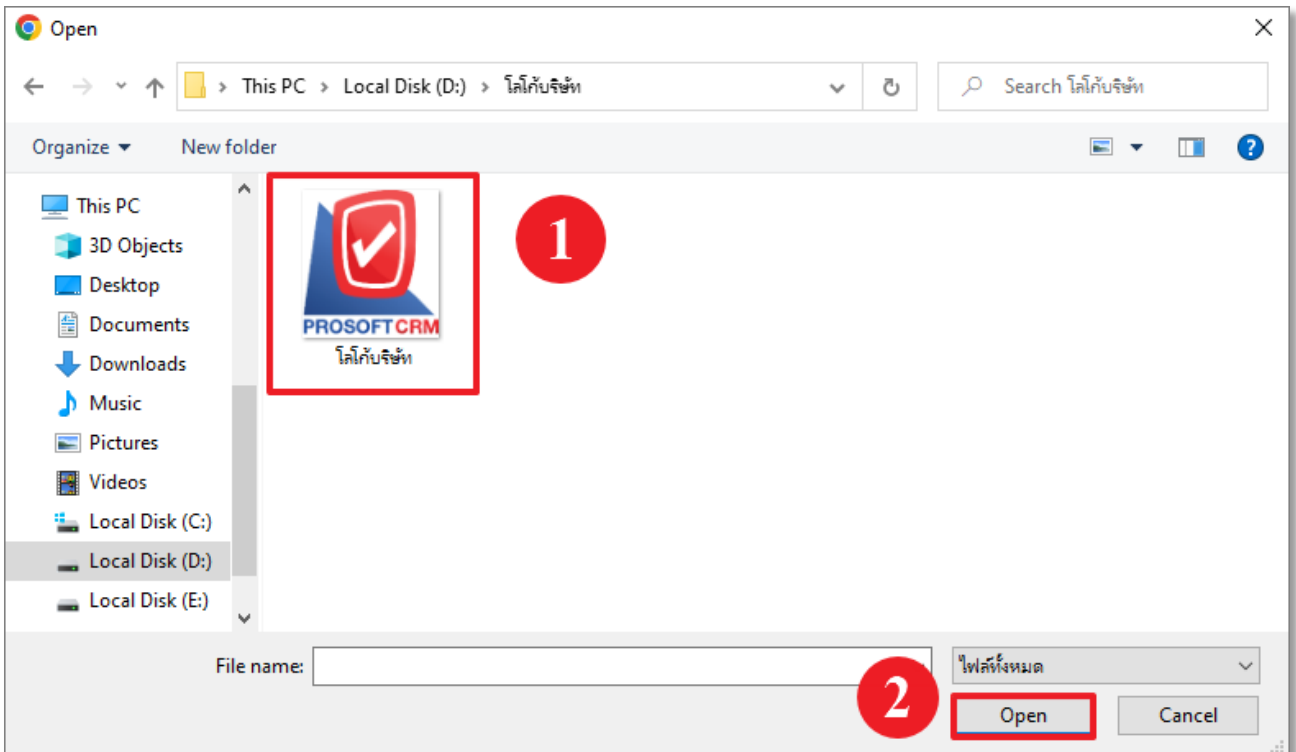 Open
This PC > Local Disk (D:) > โลโก้บริษัท
Search โลโก้บริษัท
Organize
New folder
This PC
3D Objects
Desktop
Documents
Downloads
Music
Pictures
Videos
Local Disk (C:)
Local Disk (D:)
Local Disk (E:)
PROSOFT CRM
โลโก้บริษัท
1
File name:
ไฟล์ทั้งหมด
2
Open
Cancel